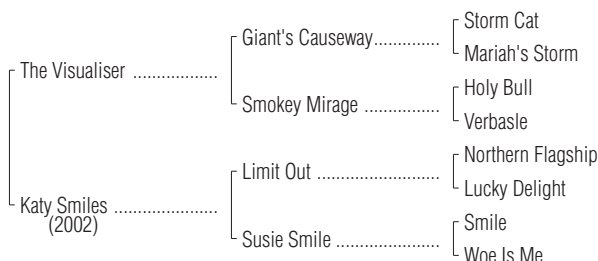 Storm Cat
Giant's Causeway..............
Mariah's Storm
The Visualiser .................
Holy Bull
Smokey Mirage ...............
Verbasle
Northern Flagship
Limit Out ........................
Lucky Delight
Katy Smiles .....................
(2002)
Smile
Susie Smile .....................
Woe Is Me